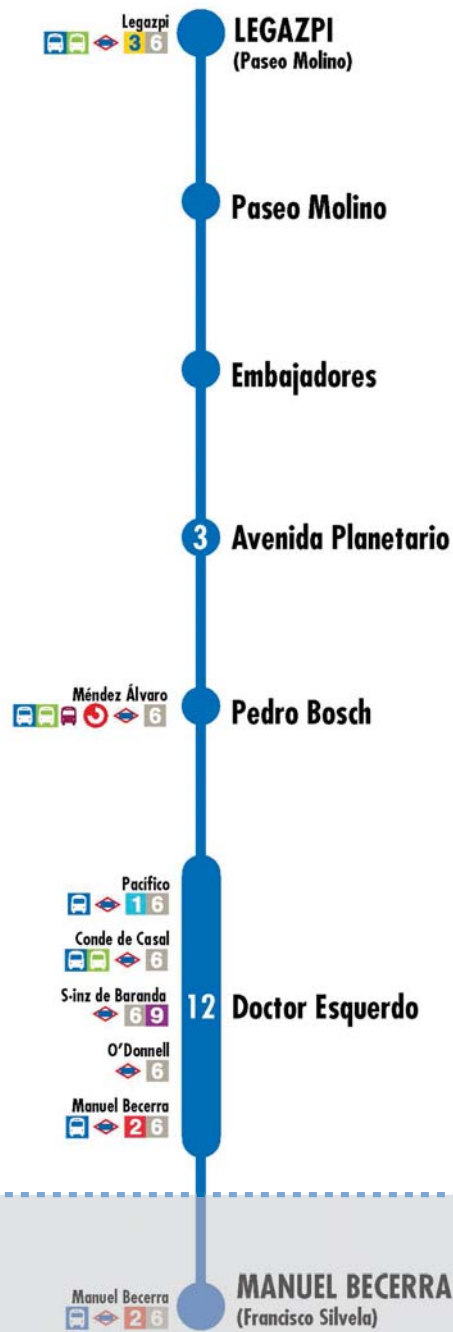 Legazpi
3 6
LEGAZPI
(Paseo Molino)
Paseo Molino
Embajadores
3 Avenida Planetario
Méndez Álvaro
6
Pedro Bosch
Pacífico
1 6
Conde de Casal
6
S-inz de Baranda
6 9
O'Donnell
6
Manuel Becerra
2 6
12 Doctor Esquerdo
Manuel Becerra
2 6
MANUEL BECERRA
(Francisco Silvela)